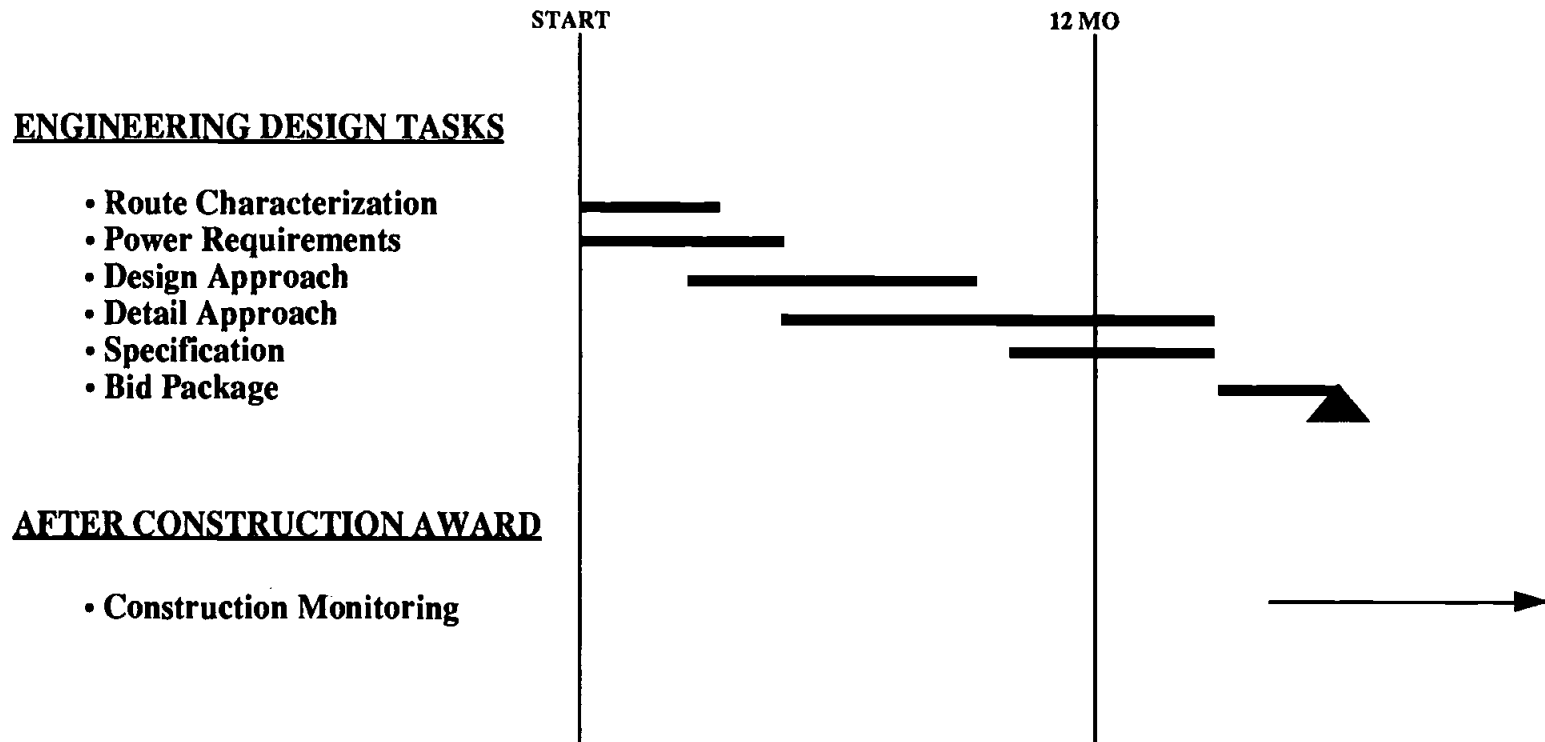 START
12 MO
ENGINEERING DESIGN TASKS
• Route Characterization
• Power Requirements
• Design Approach
• Detail Approach
• Specification
• Bid Package
AFTER CONSTRUCTION AWARD
• Construction Monitoring